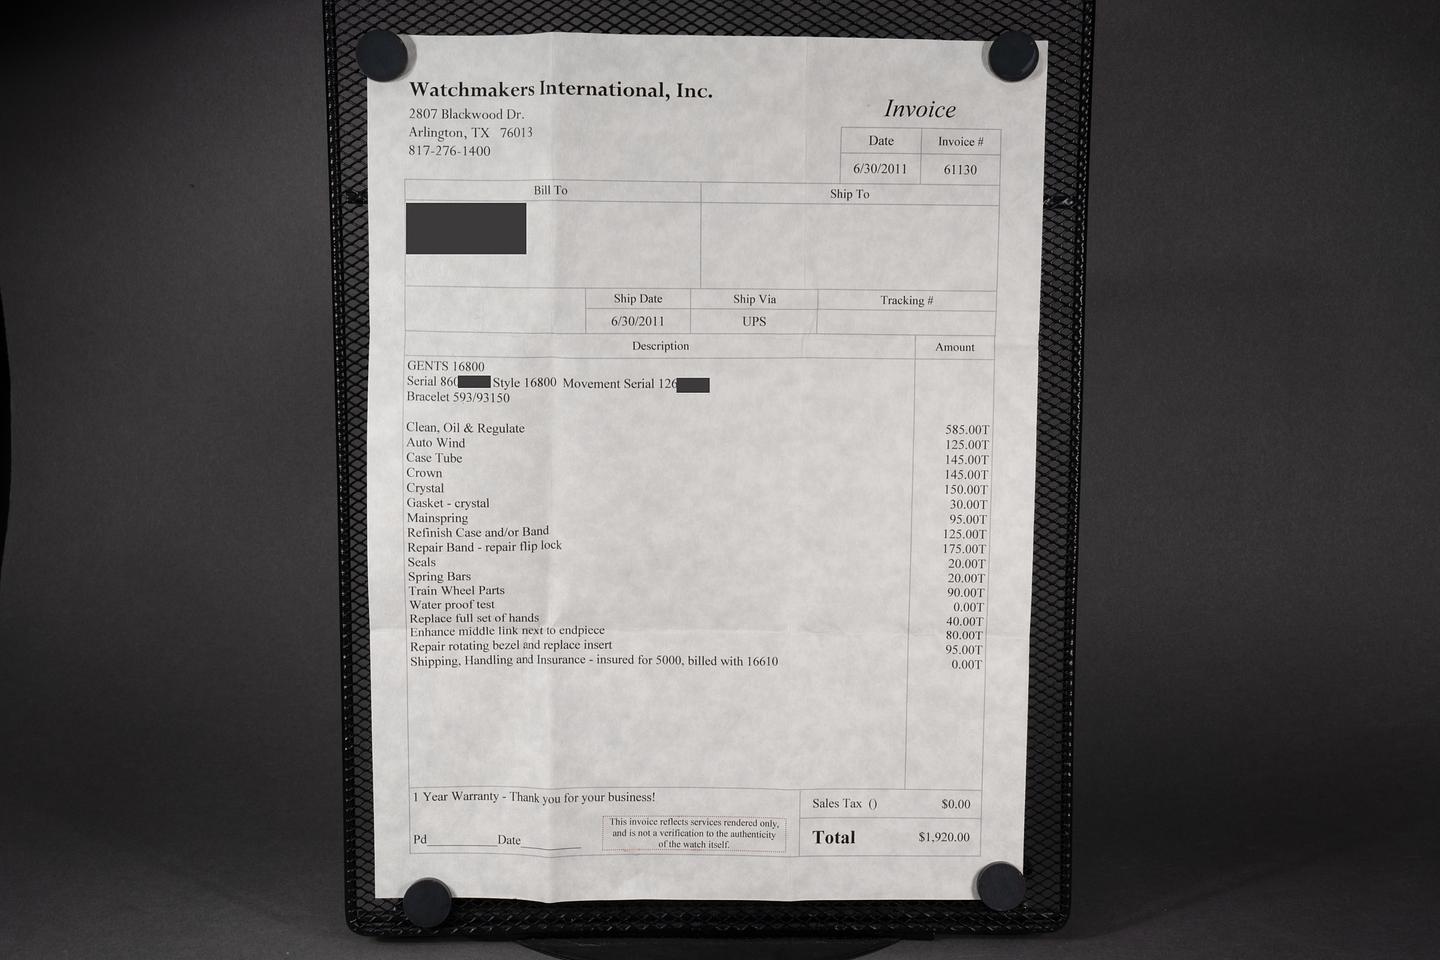 Watchmakers International, Inc.
2807 Blackwood Dr.
Arlington, TX 76013
817-276-1400
Invoice
Date Invoice #
6/30/2011 61130
Bill To Ship To
Ship Date Ship Via Tracking #
6/30/2011 UPS
Description Amount
GENTS 16800
Serial 860 Style 16800 Movement Serial 126
Bracelet 593/93150
Clean, Oil & Regulate 585.00T
Auto Wind 125.00T
Case Tube 145.00T
Crown 145.00T
Crystal 150.00T
Gasket - crystal 30.00T
Mainspring 95.00T
Refinish Case and/or Band 125.00T
Repair Band - repair flip lock 175.00T
Seals 20.00T
Spring Bars 20.00T
Train Wheel Parts 90.00T
Water proof test 0.00T
Replace full set of hands 40.00T
Enhance middle link next to endpiece 80.00T
Repair rotating bezel and replace insert 95.00T
Shipping, Handling and Insurance - insured for 5000, billed with 16610 0.00T
1 Year Warranty - Thank you for your business!
Sales Tax () $0.00
This invoice reflects services rendered only,
and is not a verification to the authenticity
of the watch itself.
Pd Date
Total $1,920.00